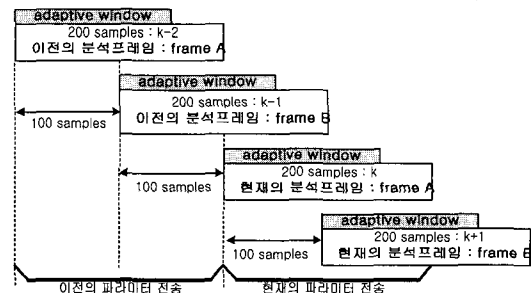 adaptive window
200 samples : k-2
이전의 분석프레임 : frame A
adaptive window
200 samples : k-1
이전의 분석프레임 : frame B
100 samples
adaptive window
200 samples : k
현재의 분석프레임 : frame A
100 samples
adaptive window
200 samples : k+1
현재의 분석프레임 : frame B
100 samples
이전의 파라미터 전송
현재의 파라미터 전송